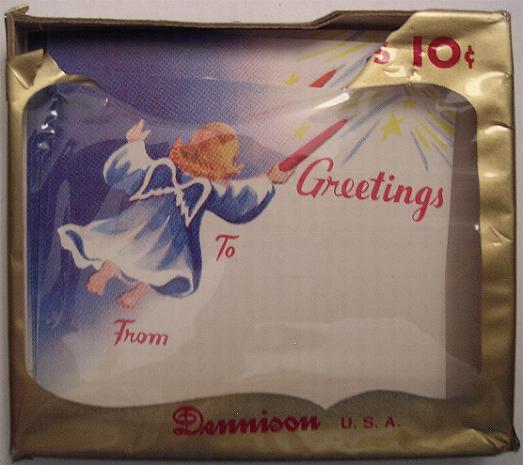 10¢
Greetings
To
From
Dennison U.S.A.